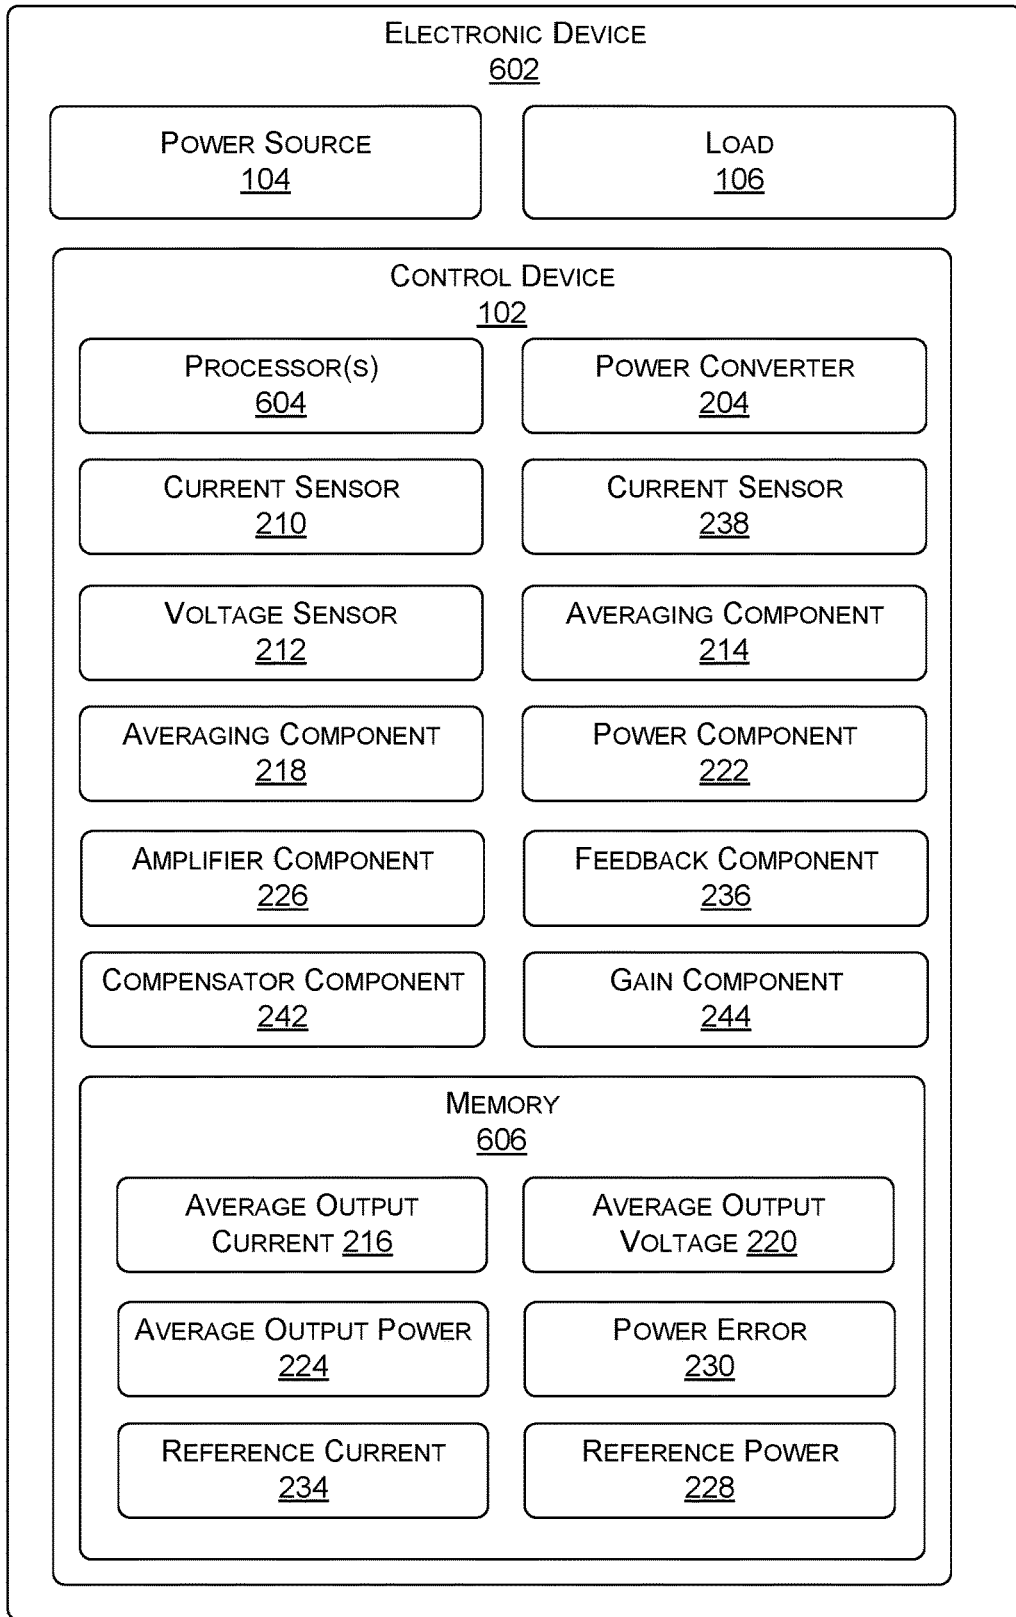 ELECTRONIC DEVICE
602
POWER SOURCE
104
LOAD
106
CONTROL DEVICE
102
PROCESSOR(S)
604
POWER CONVERTER
204
CURRENT SENSOR
210
CURRENT SENSOR
238
VOLTAGE SENSOR
212
AVERAGING COMPONENT
214
AVERAGING COMPONENT
218
POWER COMPONENT
222
AMPLIFIER COMPONENT
226
FEEDBACK COMPONENT
236
COMPENSATOR COMPONENT
242
GAIN COMPONENT
244
MEMORY
606
AVERAGE OUTPUT
CURRENT 216
AVERAGE OUTPUT
VOLTAGE 220
AVERAGE OUTPUT POWER
224
POWER ERROR
230
REFERENCE CURRENT
234
REFERENCE POWER
228